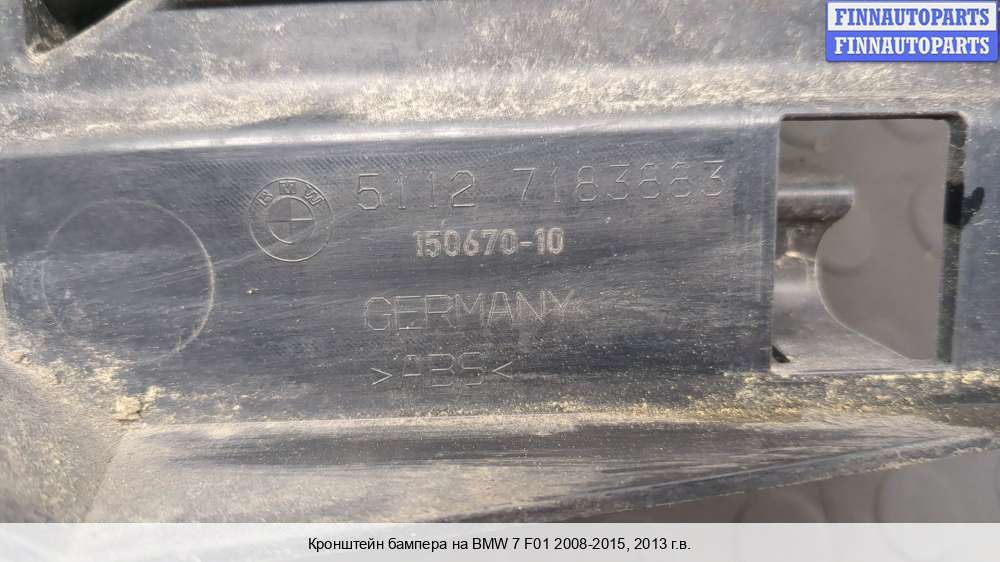 FINNAUTOPARTS
FINNAUTOPARTS
BMW
5112 7183883
150670-10
GERMANY
>ABS<
Кронштейн бампера на BMW 7 F01 2008-2015, 2013 г.в.